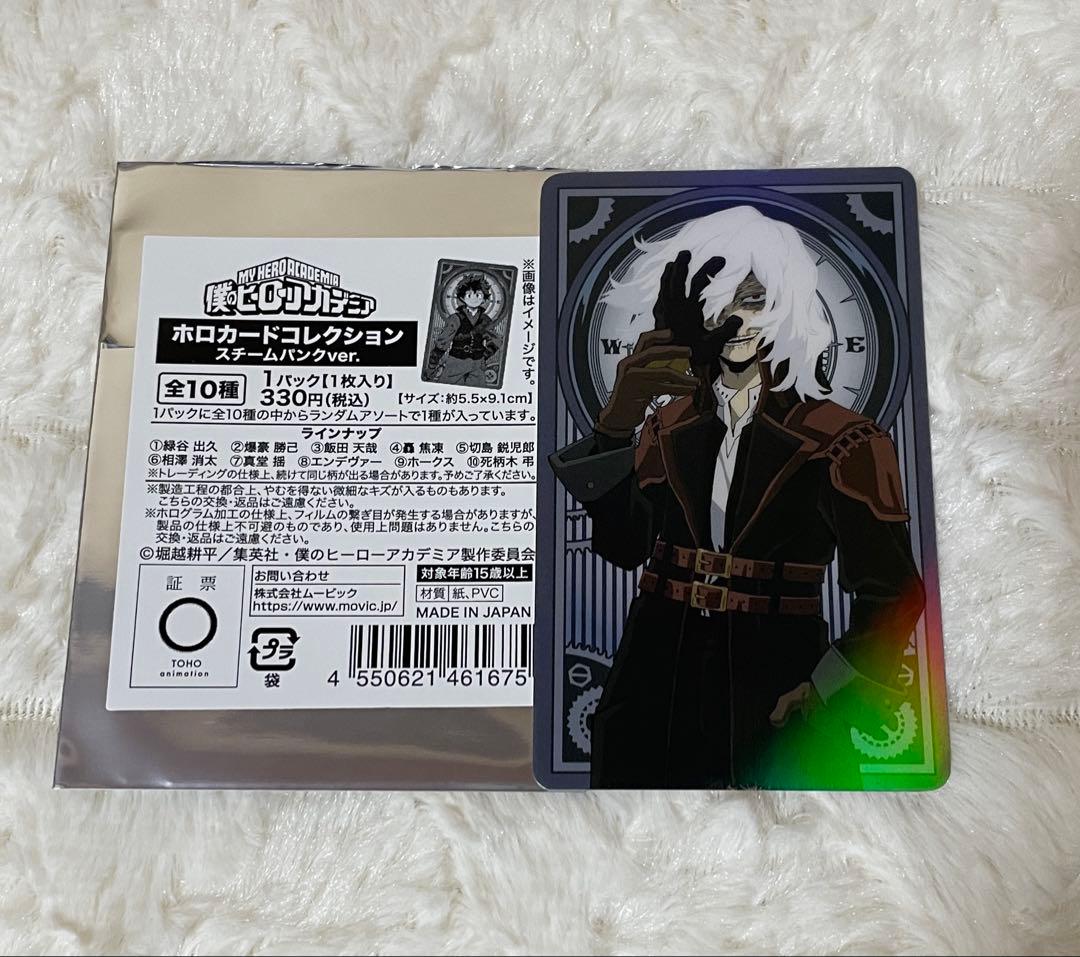 MY HERO ACADEMIA
僕のヒーローアカデミア
ホロカードコレクション
スチームパンクver.
全10種
1パック【1枚入り】
330円(税込)
【サイズ:約5.5×9.1cm】
※画像はイメージです。
1パックに全10種の中からランダムアソートで1種が入っています。
ラインナップ
①緑谷 出久 ②爆豪 勝己 ③飯田 天哉 ④轟 焦凍 ⑤切島 鋭児郎
⑥相澤 消太 ⑦真堂 揺 ⑧エンデヴァー ⑨ホークス ⑩死柄木 弔
※トレーディングの仕様上、続けて同じ柄が出る場合があります。予めご了承ください。
※製造工程の都合上、やむを得ない微細なキズが入るものもあります。
こちらの交換・返品はご遠慮ください。
※ホログラム加工の仕様上、フィルムの繋ぎ目が発生する場合がありますが、
製品の仕様上不可避のものであり、使用上問題はありません。こちらの
交換・返品はご遠慮ください。
©堀越耕平/集英社・僕のヒーローアカデミア製作委員会
証票
TOHO
animation
お問い合わせ
株式会社ムービック
https://www.movic.jp/
対象年齢15歳以上
材質 紙、PVC
MADE IN JAPAN
プラ
袋
4 550621 461675
W
E